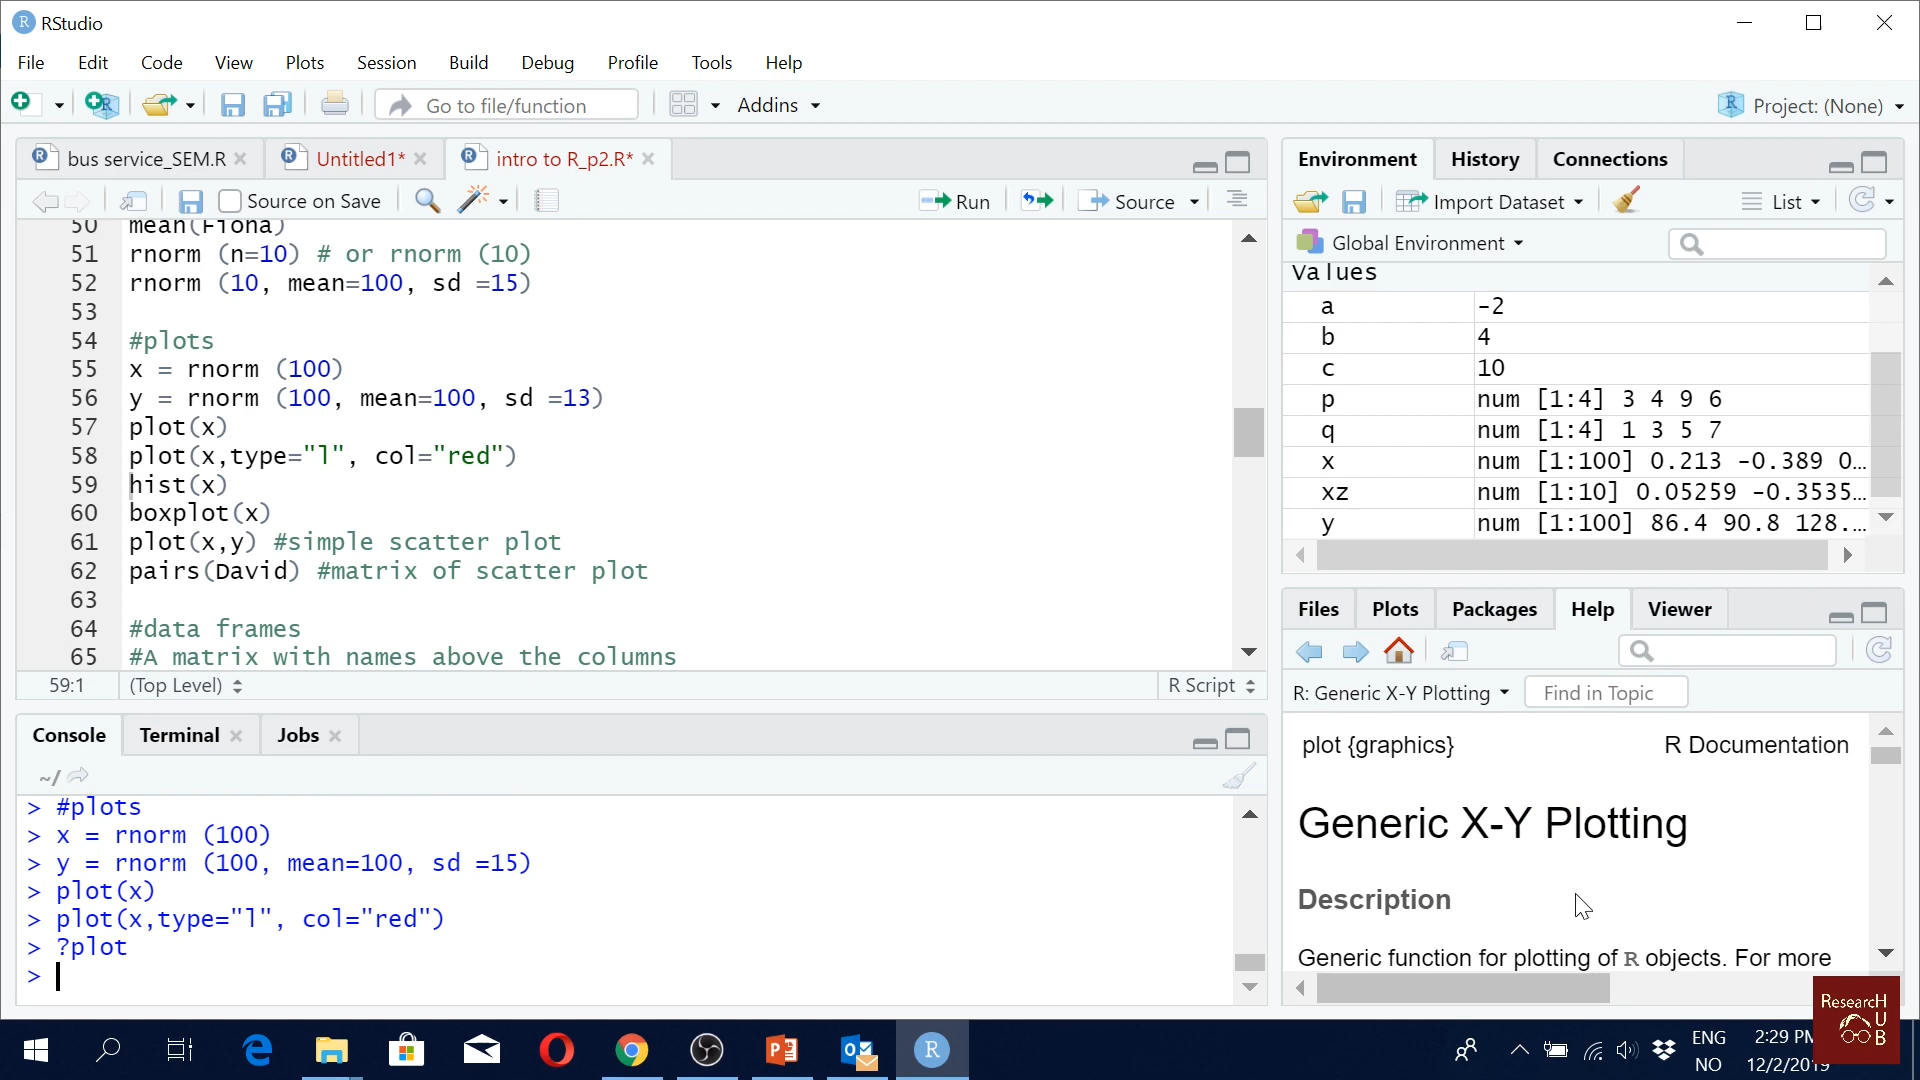 RStudio
File Edit Code View Plots Session Build Debug Profile Tools Help
Go to file/function Addins Project: (None)
bus service_SEM.R Untitled1* intro to R_p2.R*
Source on Save Run Source
50 mean(Fiona)
51 rnorm (n=10) # or rnorm (10)
52 rnorm (10, mean=100, sd =15)
53
54 #plots
55 x = rnorm (100)
56 y = rnorm (100, mean=100, sd =13)
57 plot(x)
58 plot(x,type="l", col="red")
59 hist(x)
60 boxplot(x)
61 plot(x,y) #simple scatter plot
62 pairs(David) #matrix of scatter plot
63
64 #data frames
65 #A matrix with names above the columns
59:1 (Top Level) R Script
Console Terminal Jobs
~/
> #plots
> x = rnorm (100)
> y = rnorm (100, mean=100, sd =15)
> plot(x)
> plot(x,type="l", col="red")
> ?plot
>
Environment History Connections
Import Dataset List
Global Environment
Values
a -2
b 4
c 10
p num [1:4] 3 4 9 6
q num [1:4] 1 3 5 7
x num [1:100] 0.213 -0.389 0…
xz num [1:10] 0.05259 -0.3535…
y num [1:100] 86.4 90.8 128.…
Files Plots Packages Help Viewer
R: Generic X-Y Plotting Find in Topic
plot {graphics} R Documentation
Generic X-Y Plotting
Description
Generic function for plotting of R objects. For more
ResearcH
U
B
ENG
NO
2:29 PM
12/2/2019